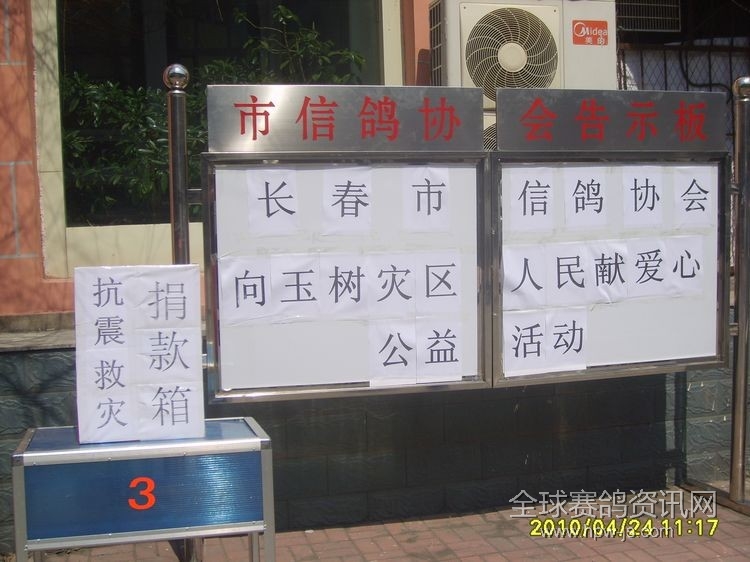 Midea
美的
市信鸽协会告示板
长春市信鸽协会
向玉树灾区人民献爱心
公益活动
捐款箱
抗震救灾
3
全球赛鸽资讯网
2010/04/24 11:17